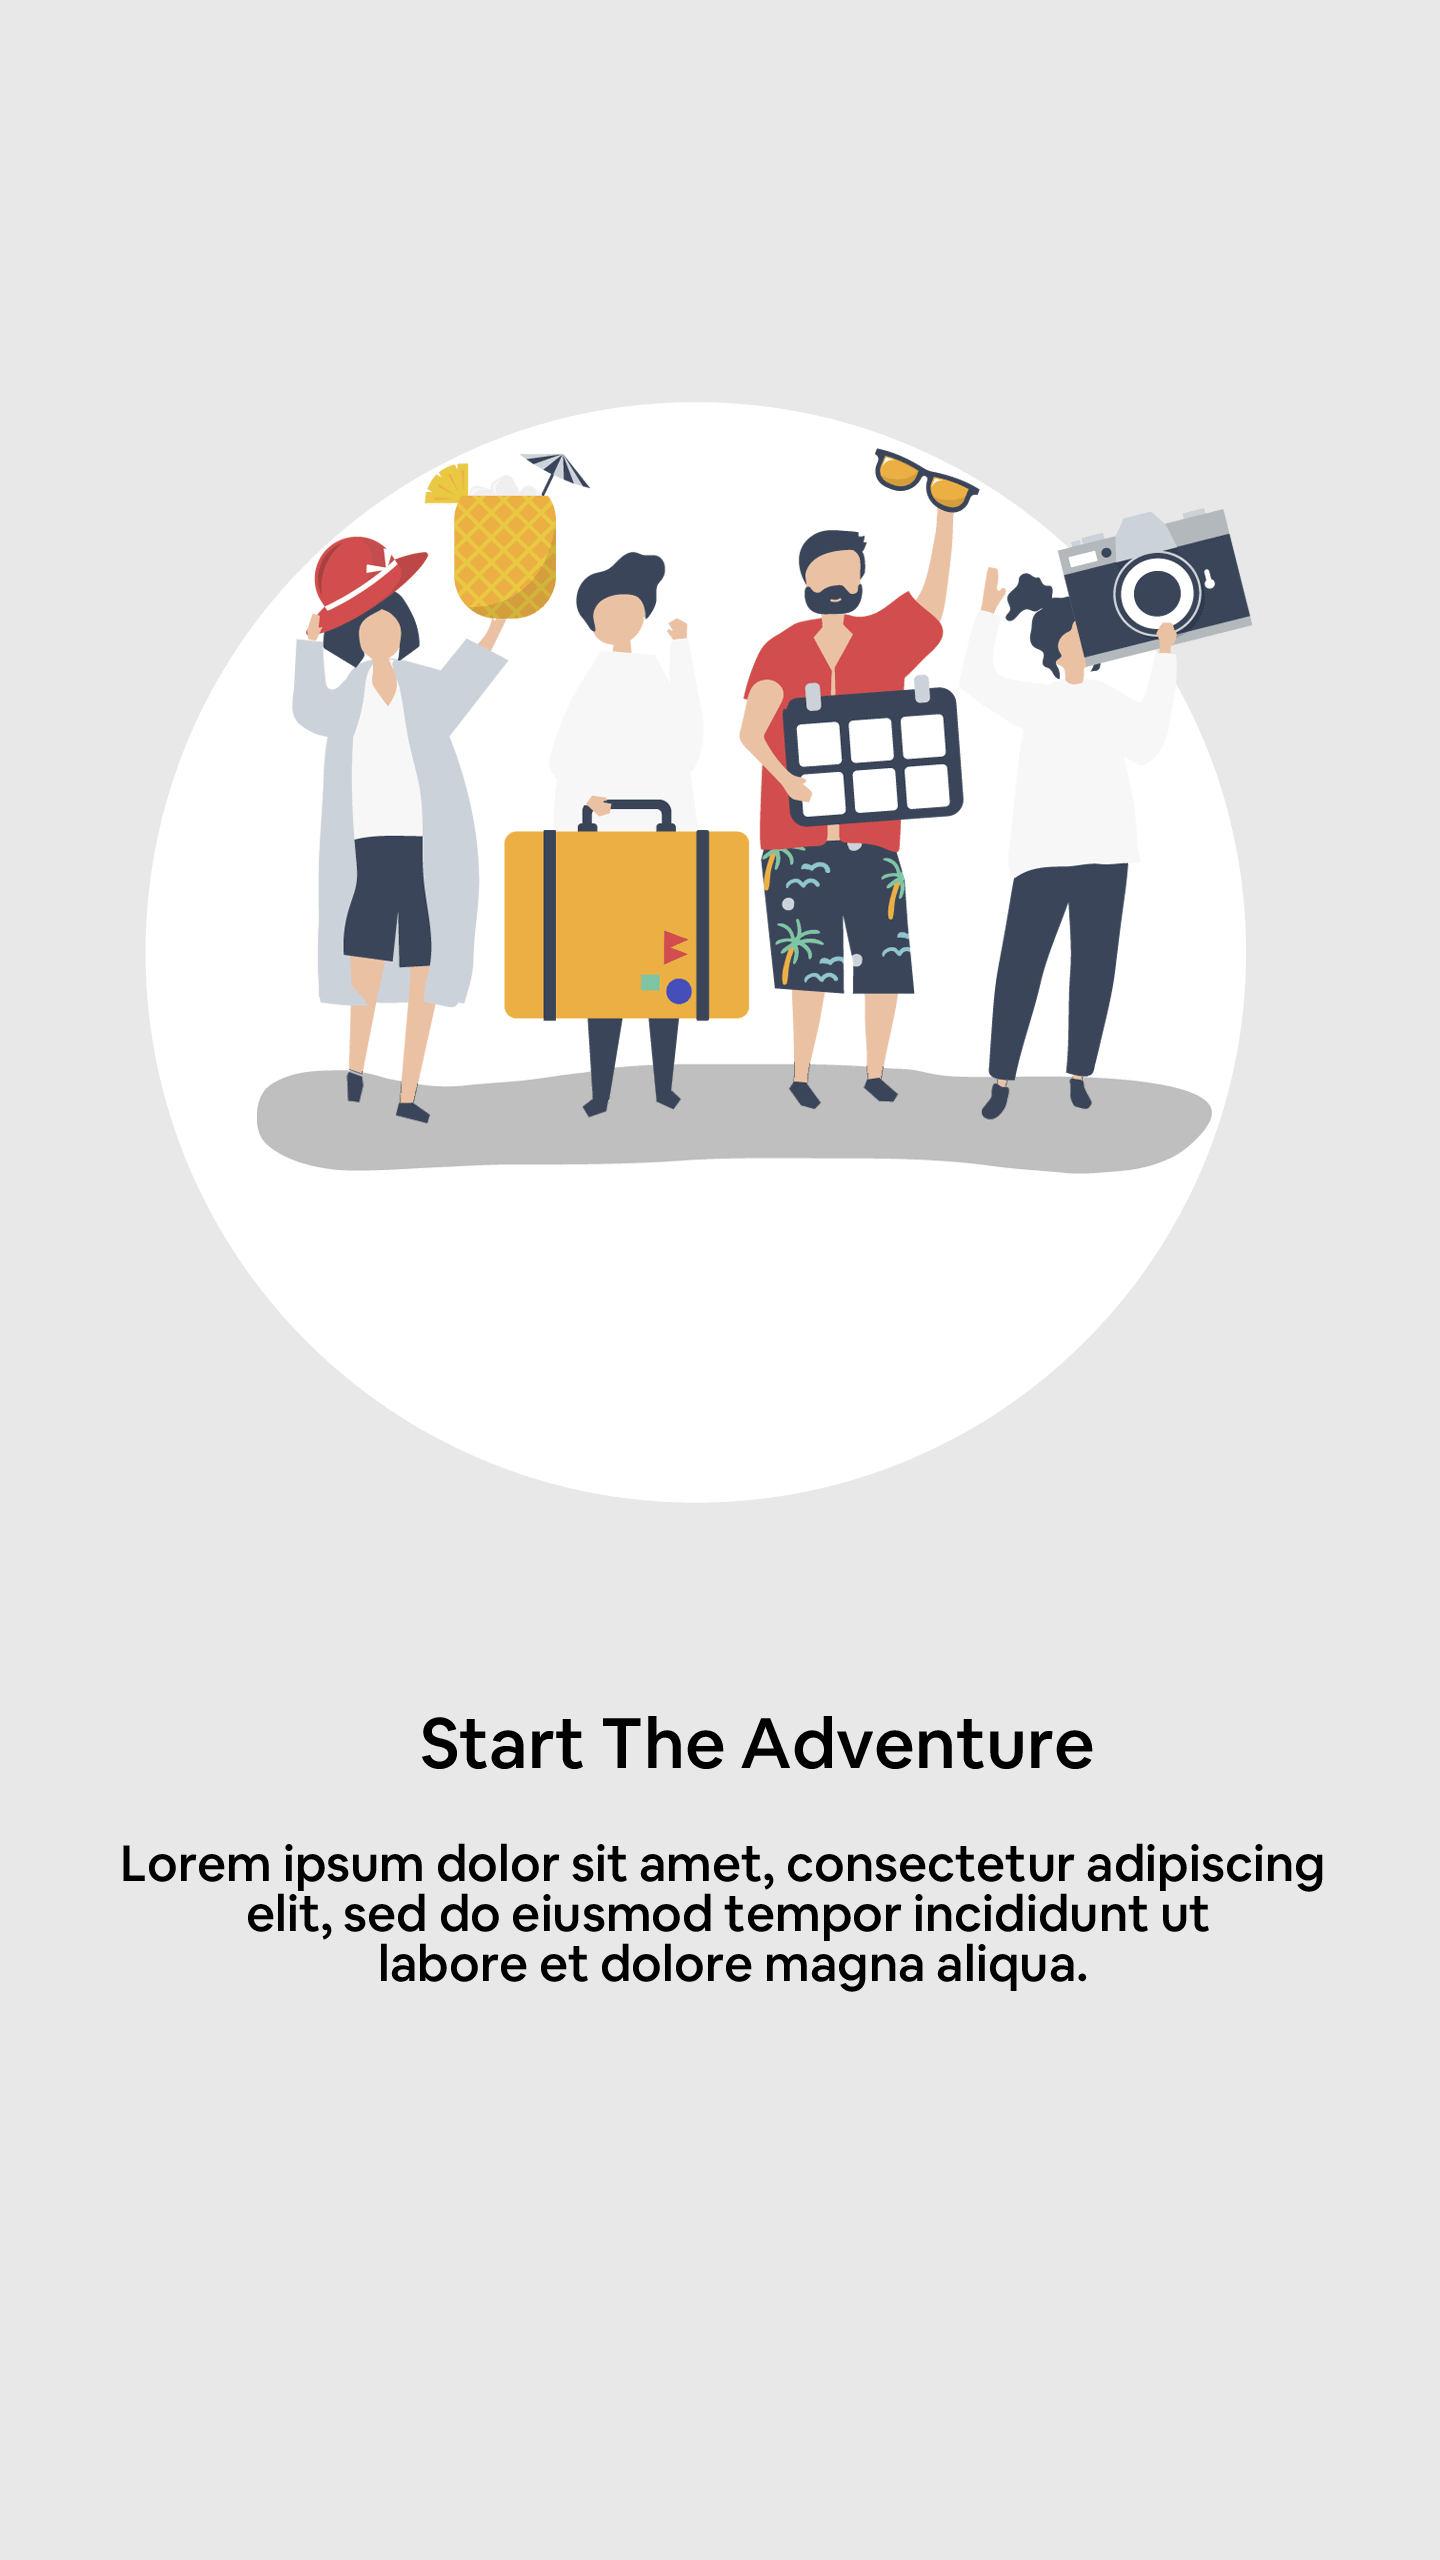 Start The Adventure
Lorem ipsum dolor sit amet, consectetur adipiscing
elit, sed do eiusmod tempor incididunt ut
labore et dolore magna aliqua.